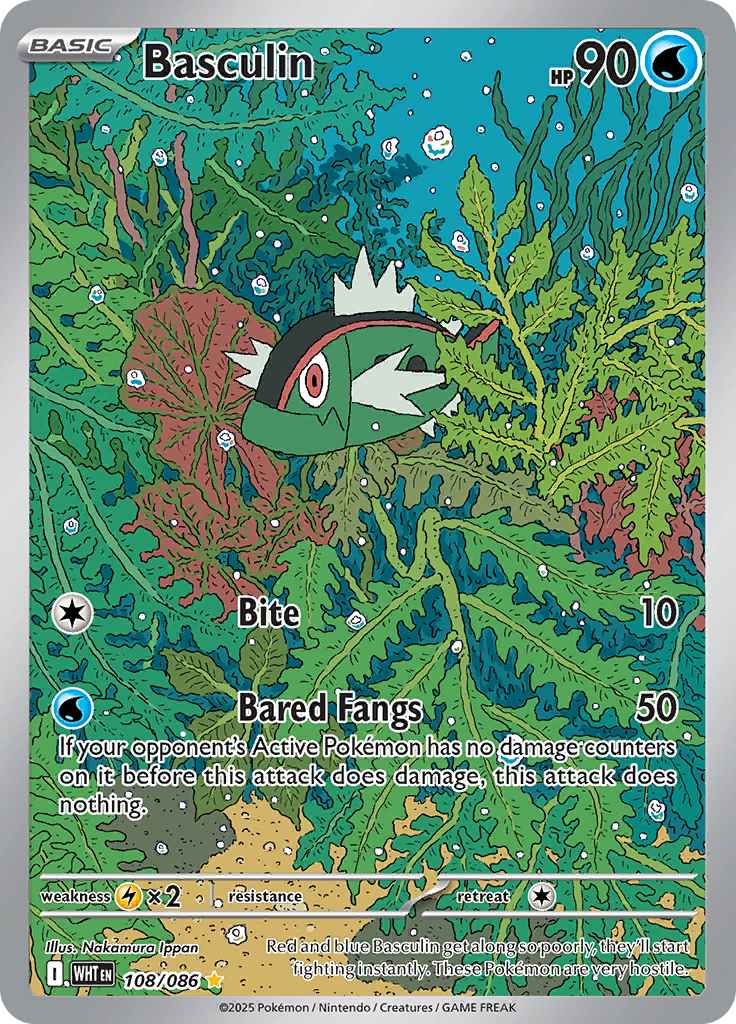 BASIC
Basculin
HP 90
Bite 10
Bared Fangs 50
If your opponent's Active Pokémon has no damage counters
on it before this attack does damage, this attack does
nothing.
weakness ×2 resistance retreat
Illus. Nakamura Ippan
Red and blue Basculin get along so poorly, they'll start
fighting instantly. These Pokémon are very hostile.
I WHT EN 108/086
©2025 Pokémon / Nintendo / Creatures / GAME FREAK